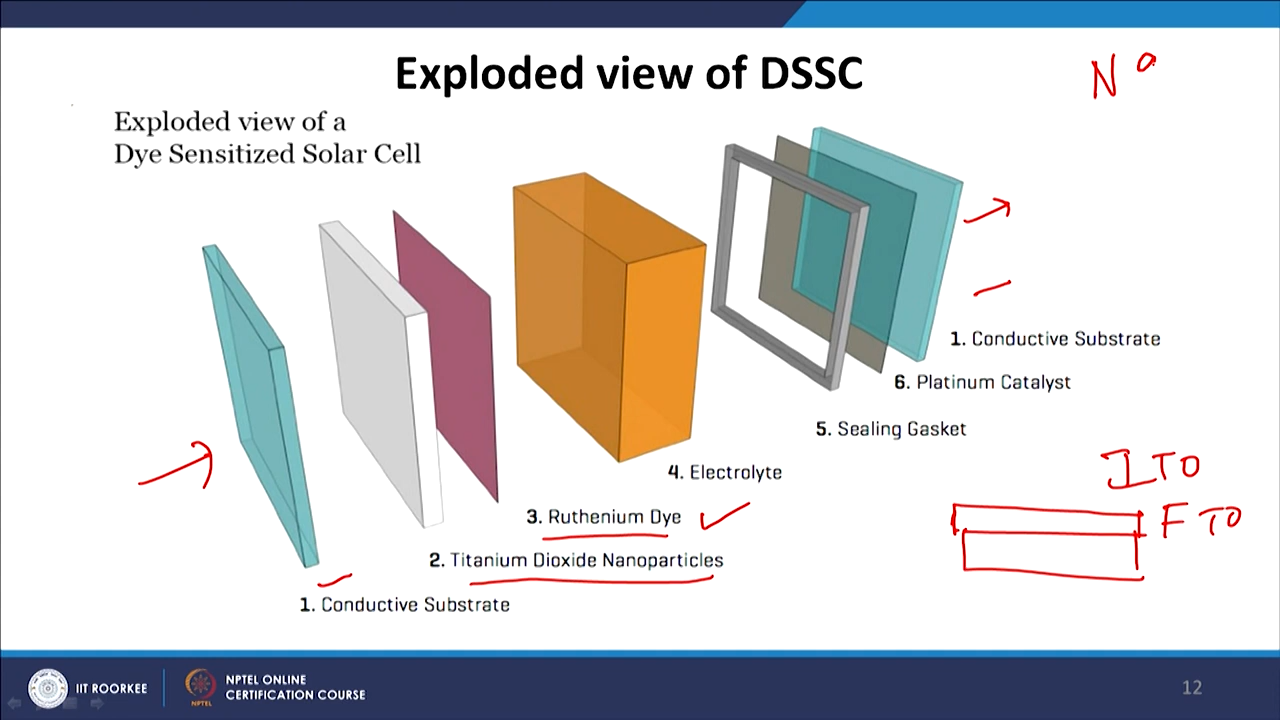 Exploded view of DSSC
N a
Exploded view of a
Dye Sensitized Solar Cell
1. Conductive Substrate
6. Platinum Catalyst
5. Sealing Gasket
ITO
4. Electrolyte
3. Ruthenium Dye
FTO
2. Titanium Dioxide Nanoparticles
1. Conductive Substrate
IIT ROORKEE
NPTEL ONLINE
CERTIFICATION COURSE
NPTEL
12